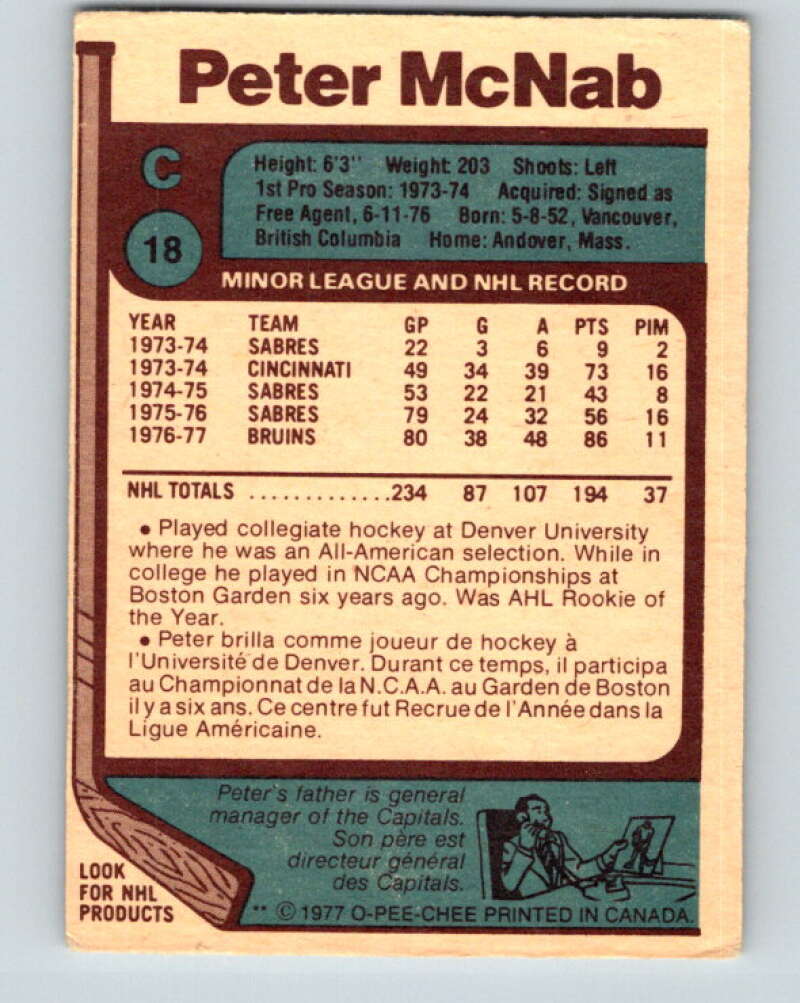 Peter McNab
C
18
Height: 6'3'' Weight: 203 Shoots: Left
1st Pro Season: 1973-74 Acquired: Signed as
Free Agent, 6-11-76 Born: 5-8-52, Vancouver,
British Columbia Home: Andover, Mass.
MINOR LEAGUE AND NHL RECORD
YEAR TEAM GP G A PTS PIM
1973-74 SABRES 22 3 6 9 2
1973-74 CINCINNATI 49 34 39 73 16
1974-75 SABRES 53 22 21 43 8
1975-76 SABRES 79 24 32 56 16
1976-77 BRUINS 80 38 48 86 11
NHL TOTALS .............234 87 107 194 37
• Played collegiate hockey at Denver University
where he was an All-American selection. While in
college he played in NCAA Championships at
Boston Garden six years ago. Was AHL Rookie of
the Year.
• Peter brilla comme joueur de hockey à
l'Université de Denver. Durant ce temps, il participa
au Championnat de la N.C.A.A. au Garden de Boston
il y a six ans. Ce centre fut Recrue de l'Année dans la
Ligue Américaine.
Peter's father is general
manager of the Capitals.
Son père est
directeur général
des Capitals.
LOOK
FOR NHL
PRODUCTS
** © 1977 O-PEE-CHEE PRINTED IN CANADA.